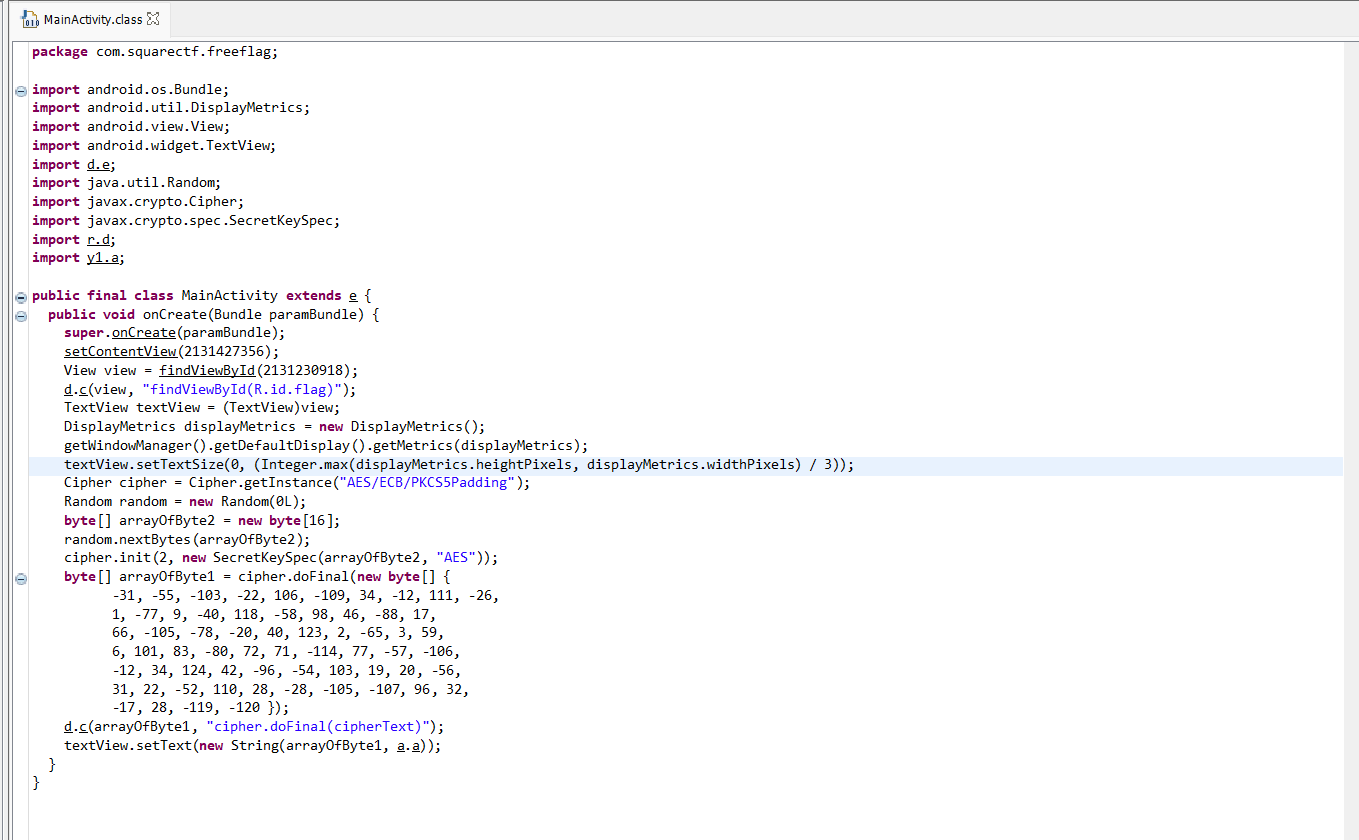 MainActivity.class
package com.squarectf.freeflag;
import android.os.Bundle;
import android.util.DisplayMetrics;
import android.view.View;
import android.widget.TextView;
import d.e;
import java.util.Random;
import javax.crypto.Cipher;
import javax.crypto.spec.SecretKeySpec;
import r.d;
import y1.a;
public final class MainActivity extends e {
  public void onCreate(Bundle paramBundle) {
    super.onCreate(paramBundle);
    setContentView(2131427356);
    View view = findViewById(2131230918);
    d.c(view, "findViewById(R.id.flag)");
    TextView textView = (TextView)view;
    DisplayMetrics displayMetrics = new DisplayMetrics();
    getWindowManager().getDefaultDisplay().getMetrics(displayMetrics);
    textView.setTextSize(0, (Integer.max(displayMetrics.heightPixels, displayMetrics.widthPixels) / 3));
    Cipher cipher = Cipher.getInstance("AES/ECB/PKCS5Padding");
    Random random = new Random(0L);
    byte[] arrayOfByte2 = new byte[16];
    random.nextBytes(arrayOfByte2);
    cipher.init(2, new SecretKeySpec(arrayOfByte2, "AES"));
    byte[] arrayOfByte1 = cipher.doFinal(new byte[] {
          -31, -55, -103, -22, 106, -109, 34, -12, 111, -26,
          1, -77, 9, -40, 118, -58, 98, 46, -88, 17,
          66, -105, -78, -20, 40, 123, 2, -65, 3, 59,
          6, 101, 83, -80, 72, 71, -114, 77, -57, -106,
          -12, 34, 124, 42, -96, -54, 103, 19, 20, -56,
          31, 22, -52, 110, 28, -28, -105, -107, 96, 32,
          -17, 28, -119, -120 });
    d.c(arrayOfByte1, "cipher.doFinal(cipherText)");
    textView.setText(new String(arrayOfByte1, a.a));
  }
}